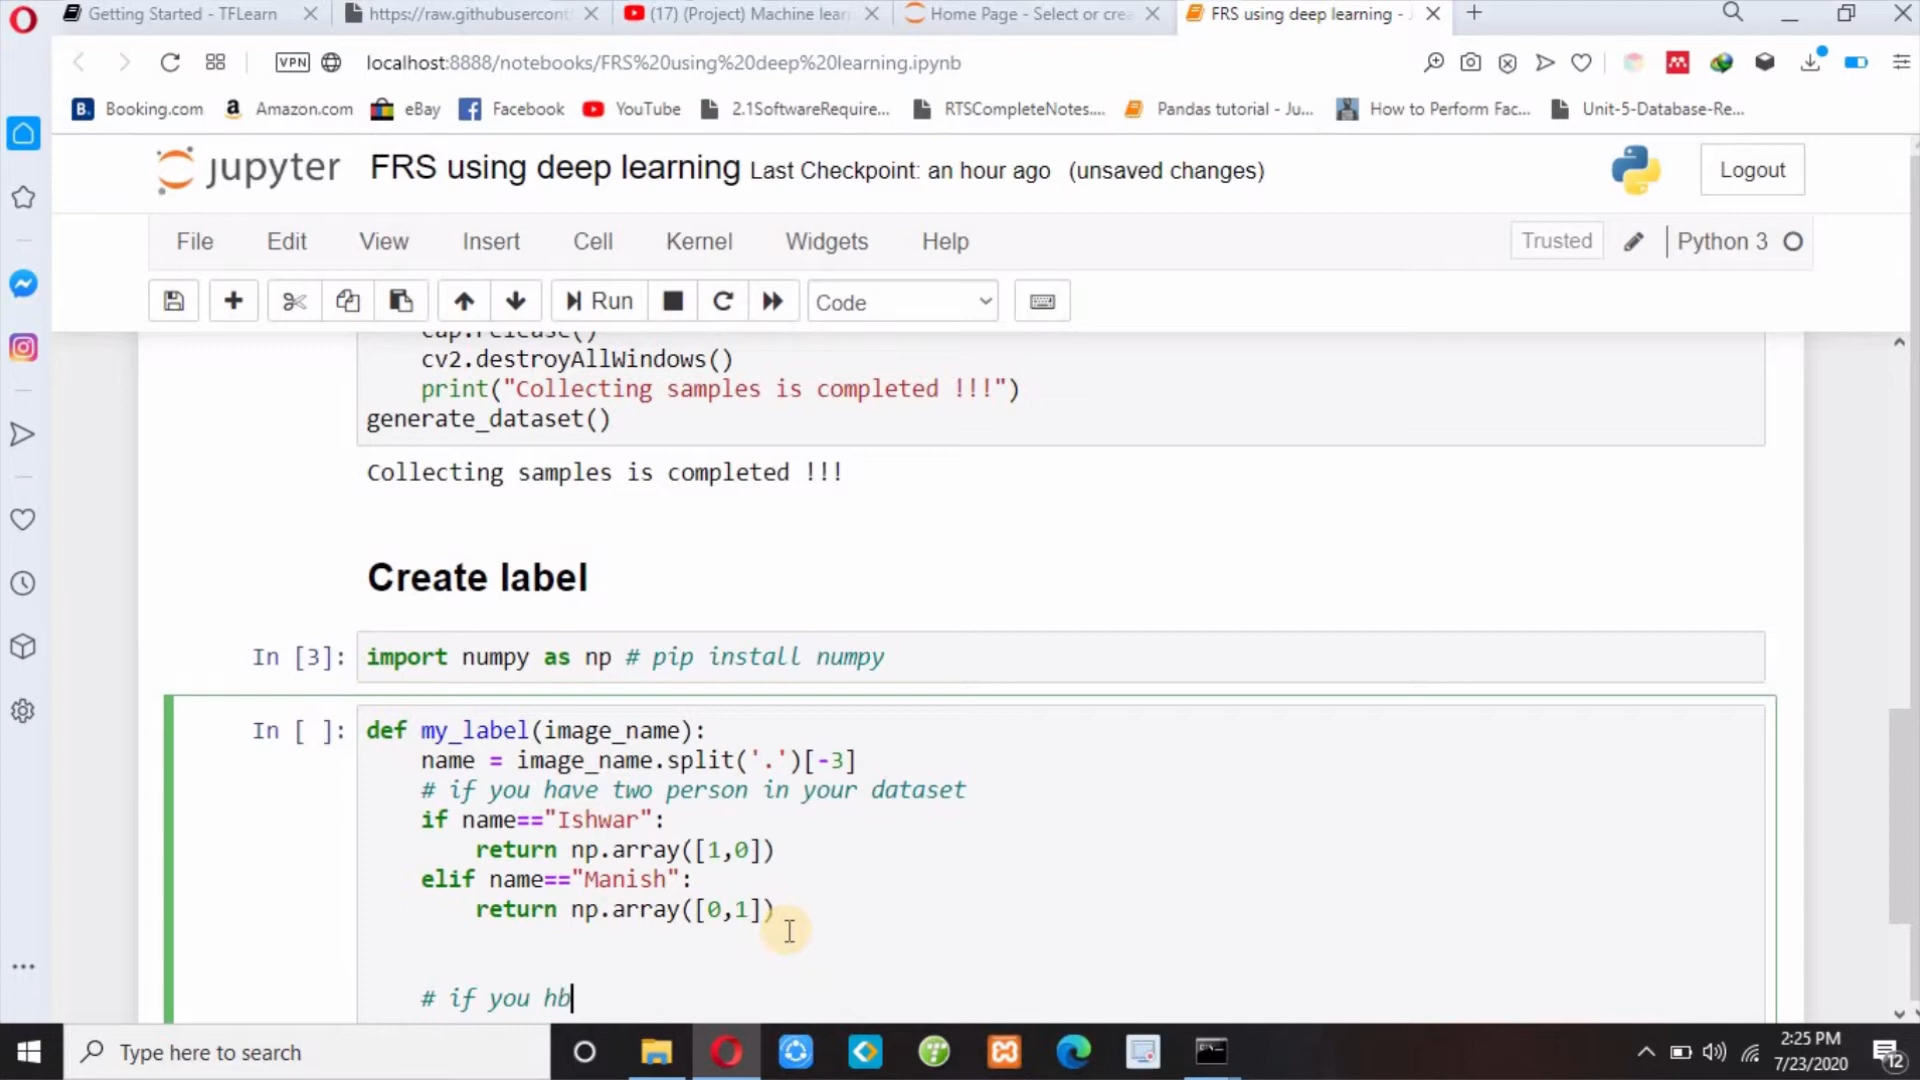 Getting Started - TFLearn
https://raw.githubusercont
(17) (Project) Machine lear
Home Page - Select or crea
FRS using deep learning -
VPN
localhost:8888/notebooks/FRS%20using%20deep%20learning.ipynb
B. Booking.com
a Amazon.com
eBay
Facebook
YouTube
2.1SoftwareRequire...
RTSCompleteNotes....
Pandas tutorial - Ju...
How to Perform Fac...
Unit-5-Database-Re...
jupyter FRS using deep learning Last Checkpoint: an hour ago (unsaved changes)
Logout
File Edit View Insert Cell Kernel Widgets Help
Trusted
Python 3
Run
Code
cap.release()
cv2.destroyAllWindows()
print("Collecting samples is completed !!!")
generate_dataset()
Collecting samples is completed !!!
Create label
In [3]: import numpy as np # pip install numpy
In [ ]: def my_label(image_name):
name = image_name.split('.')[-3]
# if you have two person in your dataset
if name=="Ishwar":
return np.array([1,0])
elif name=="Manish":
return np.array([0,1])
# if you hb
Type here to search
2:25 PM
7/23/2020
12